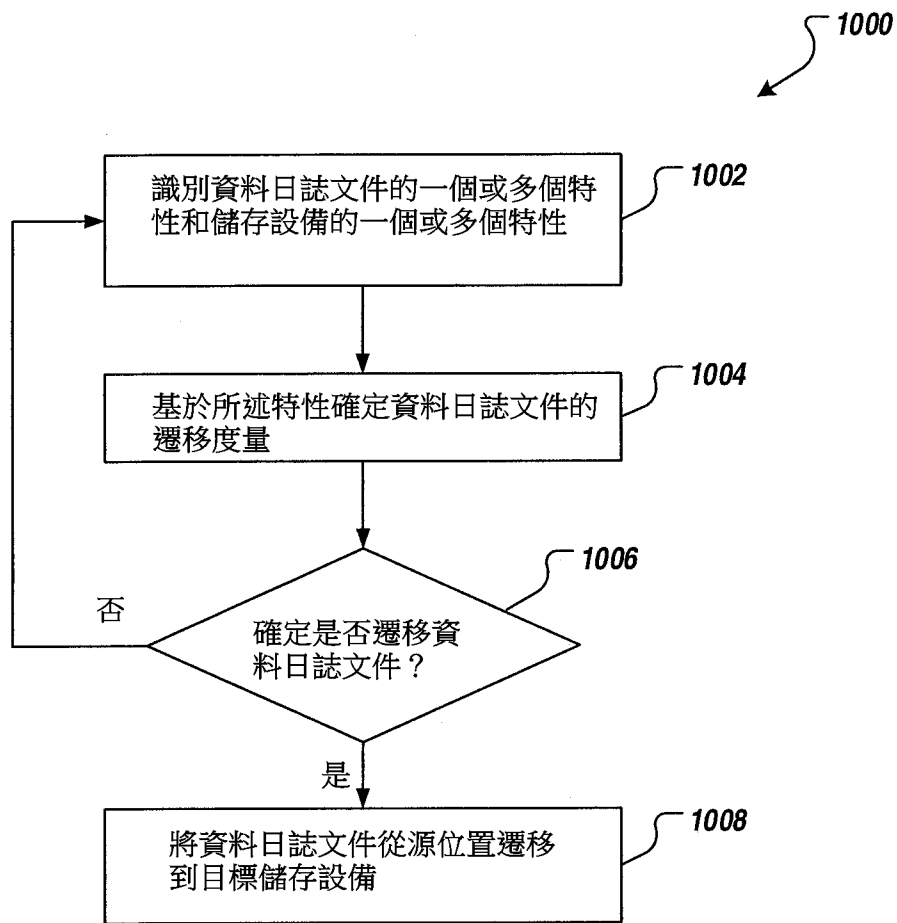 1000
識別資料日誌文件的一個或多個特
性和儲存設備的一個或多個特性
1002
基於所述特性確定資料日誌文件的
遷移度量
1004
1006
否
確定是否遷移資
料日誌文件？
是
將資料日誌文件從源位置遷移
到目標儲存設備
1008